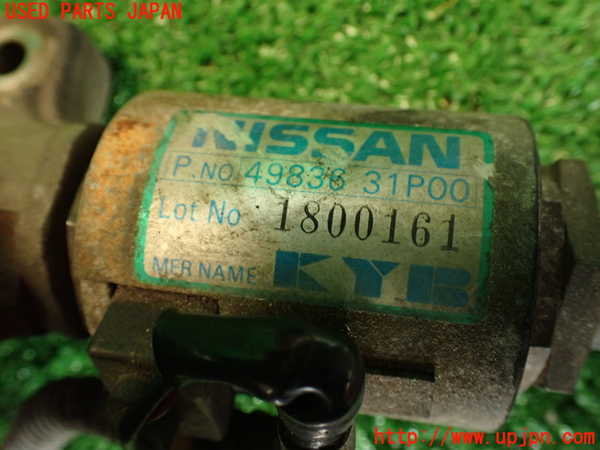 USED PARTS JAPAN
NISSAN
P.NO. 49836 31P00
Lot No 1800161
MFR NAME KYB
http://www.upjpn.com/